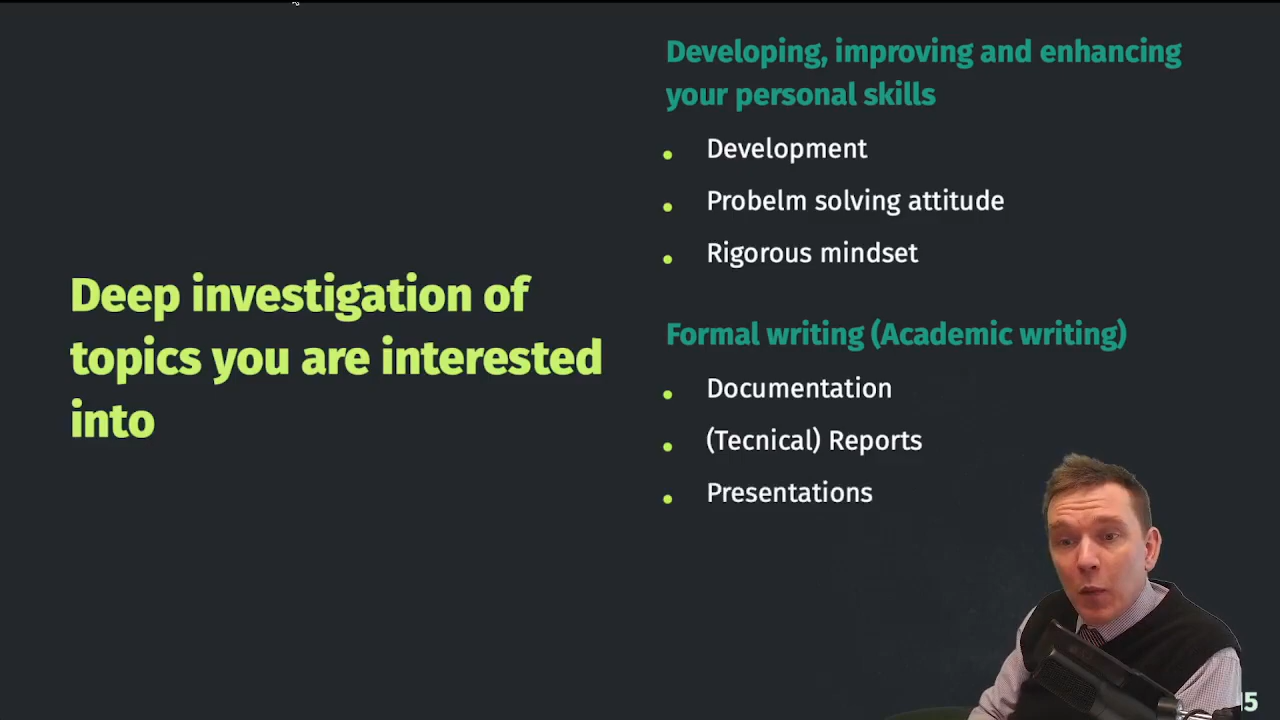 Deep investigation of
topics you are interested
into
Developing, improving and enhancing
your personal skills
Development
Probelm solving attitude
Rigorous mindset
Formal writing (Academic writing)
Documentation
(Tecnical) Reports
Presentations
15